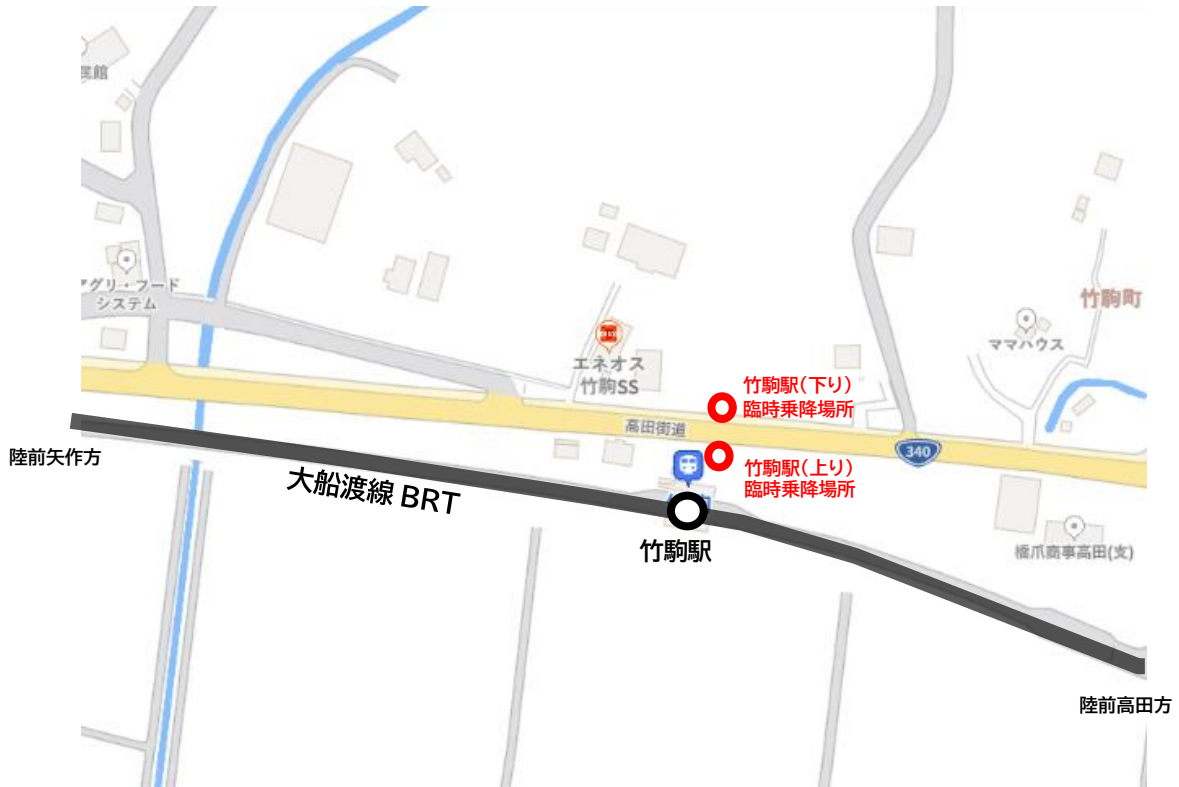 竹駒町
アグリ・フード
システム
ママハウス
エネオス
竹駒SS
竹駒駅(下り)
臨時乗降場所
高田街道
340
陸前矢作方
竹駒駅(上り)
臨時乗降場所
大船渡線 BRT
竹駒駅
橋爪商事高田(支)
陸前高田方